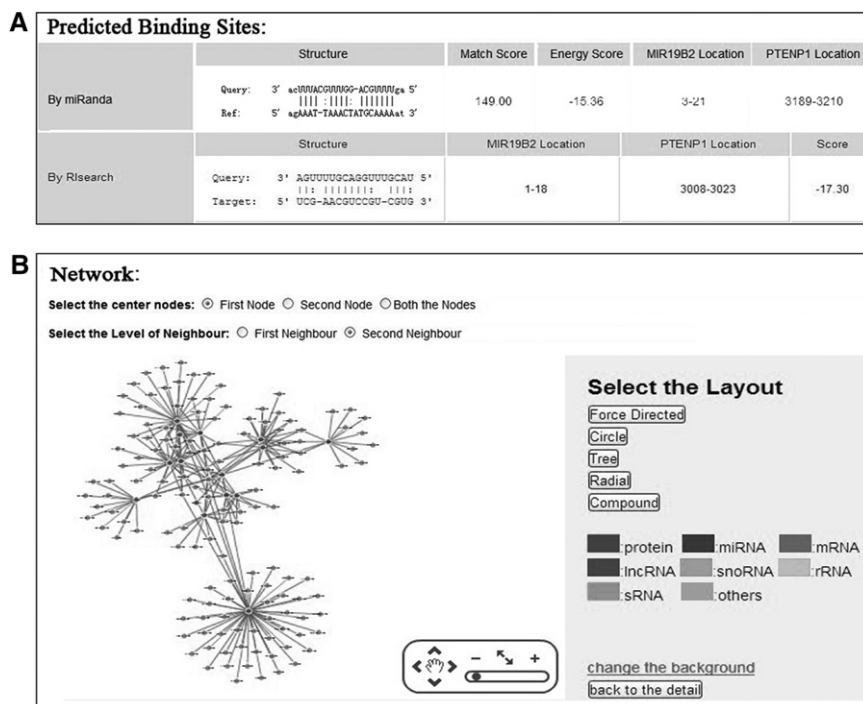 A
Predicted Binding Sites:
Structure Match Score Energy Score MIR19B2 Location PTENP1 Location
By miRanda
Query: 3' acUUUACGUUUGG-ACGUUUUga 5'
|||| :||||: |||||||
Ref: 5' agAAAT-TAAACTATGCAAAAat 3'
149.00 -15.36 3-21 3189-3210
Structure MIR19B2 Location PTENP1 Location Score
By RIsearch
Query: 3' AGUUUUGCAGGUUUGCAU 5'
||: |||||||: |||:
Target: 5' UCG-AACGUCCGU-CGUG 3'
1-18 3008-3023 -17.30
B
Network:
Select the center nodes: First Node Second Node Both the Nodes
Select the Level of Neighbour: First Neighbour Second Neighbour
Select the Layout
Force Directed
Circle
Tree
Radial
Compound
:protein :miRNA :mRNA
:lncRNA :snoRNA :rRNA
:sRNA :others
change the background
back to the detail